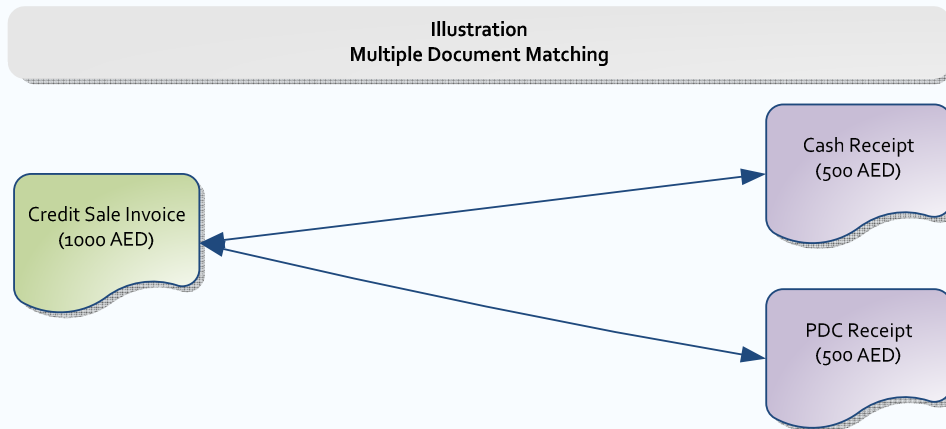 Illustration
Multiple Document Matching
Cash Receipt
(500 AED)
Credit Sale Invoice
(1000 AED)
PDC Receipt
(500 AED)